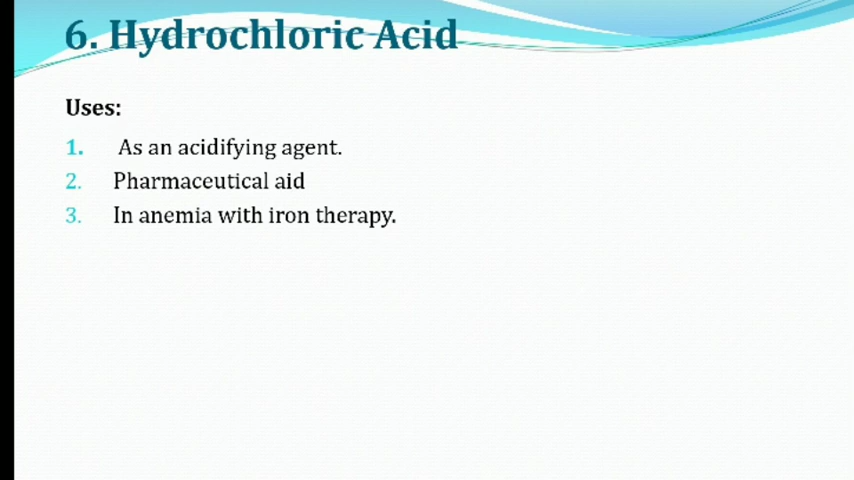 6. Hydrochloric Acid
Uses:
1. As an acidifying agent.
2. Pharmaceutical aid
3. In anemia with iron therapy.